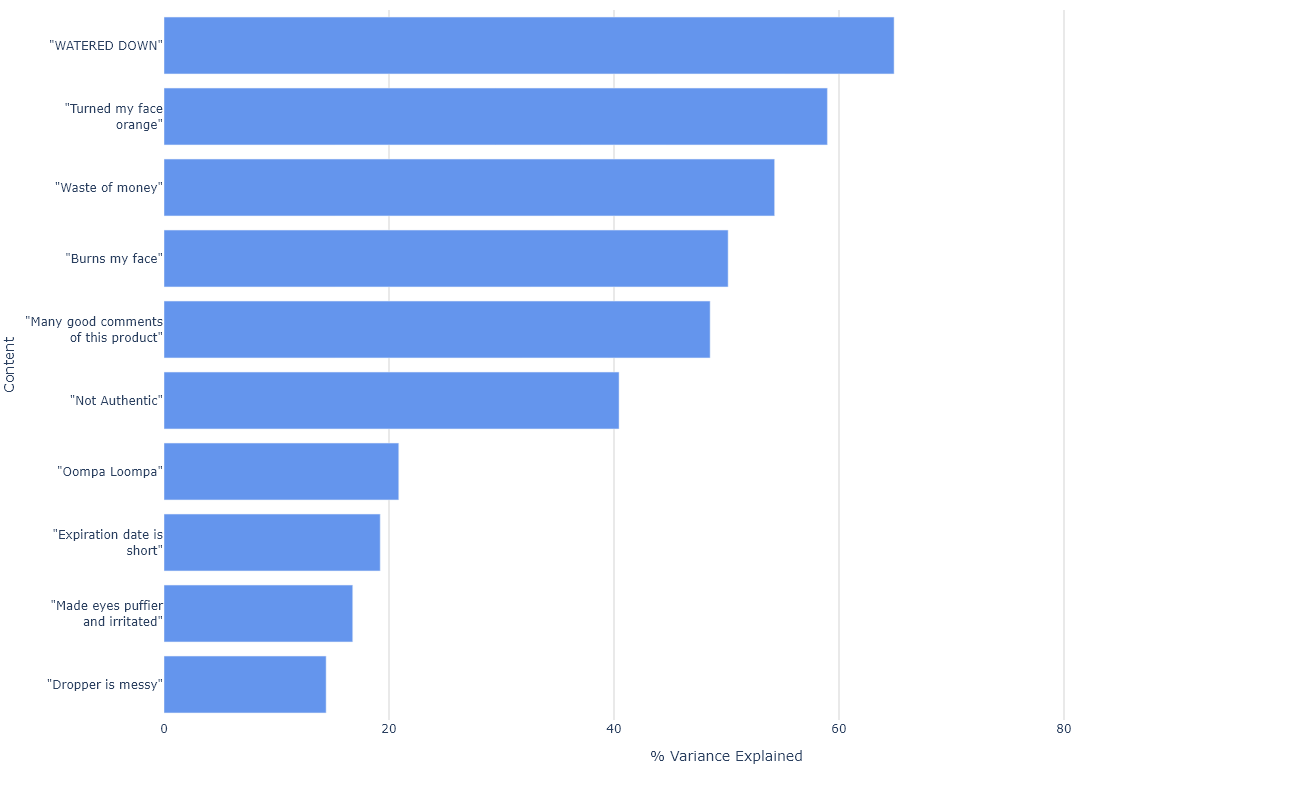 "WATERED DOWN"
"Turned my face
orange"
"Waste of money"
"Burns my face"
"Many good comments
of this product"
Content
"Not Authentic"
"Oompa Loompa"
"Expiration date is
short"
"Made eyes puffier
and irritated"
"Dropper is messy"
0 20 40 60 80
% Variance Explained